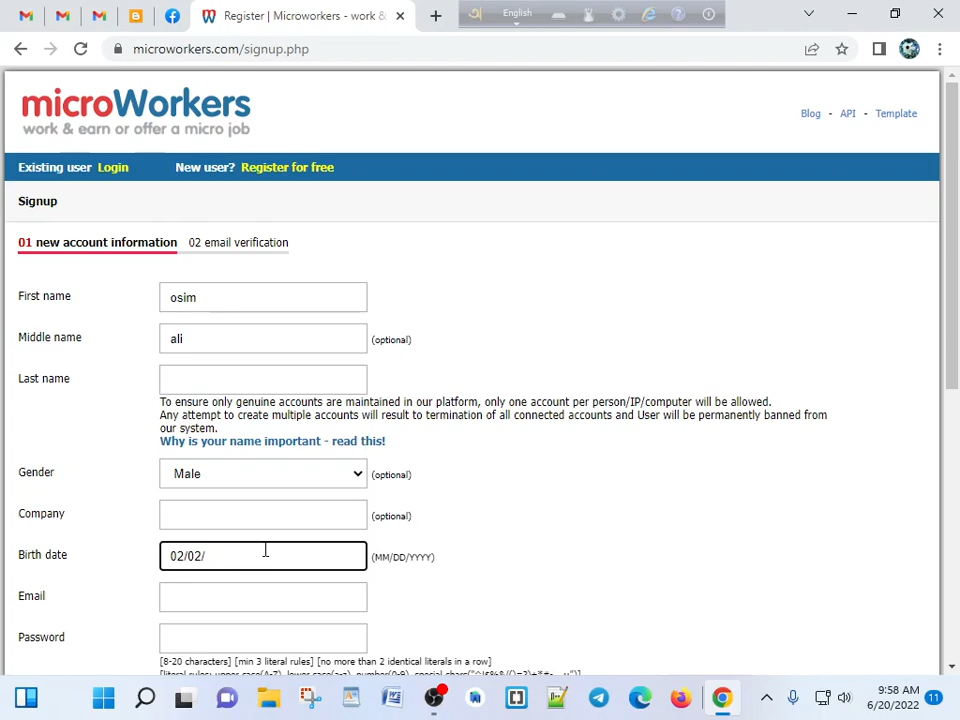 Register | Microworkers - work &
English
microworkers.com/signup.php
microWorkers
work & earn or offer a micro job
Blog - API - Template
Existing user Login New user? Register for free
Signup
01 new account information 02 email verification
First name osim
Middle name ali (optional)
Last name
To ensure only genuine accounts are maintained in our platform, only one account per person/IP/computer will be allowed.
Any attempt to create multiple accounts will result to termination of all connected accounts and User will be permanently banned from
our system.
Why is your name important - read this!
Gender Male (optional)
Company (optional)
Birth date 02/02/ (MM/DD/YYYY)
Email
Password
[8-20 characters] [min 3 literal rules] [no more than 2 identical literals in a row]
9:58 AM
6/20/2022
11